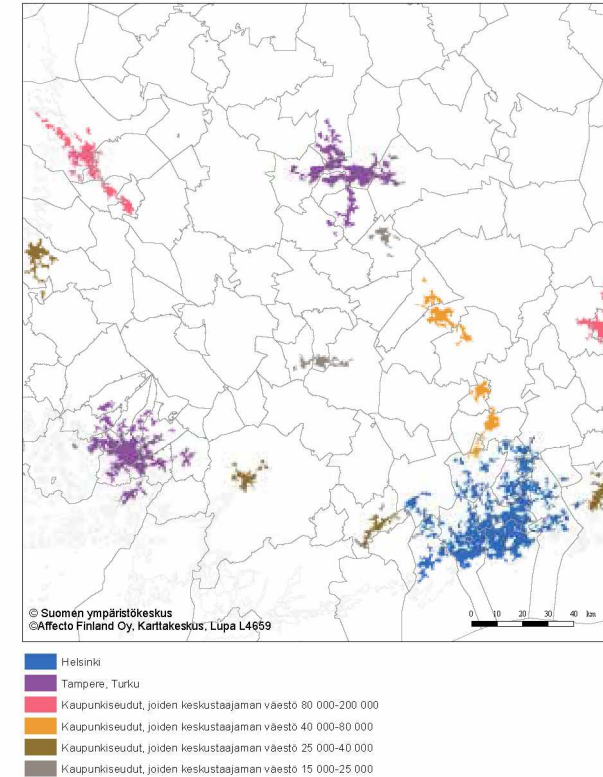 © Suomen ympäristökeskus
©Affecto Finland Oy, Karttakeskus, Lupa L4659
0 10 20 30 40 km
Helsinki
Tampere, Turku
Kaupunkiseudut, joiden keskustaajaman väestö 80 000-200 000
Kaupunkiseudut, joiden keskustaajaman väestö 40 000-80 000
Kaupunkiseudut, joiden keskustaajaman väestö 25 000-40 000
Kaupunkiseudut, joiden keskustaajaman väestö 15 000-25 000